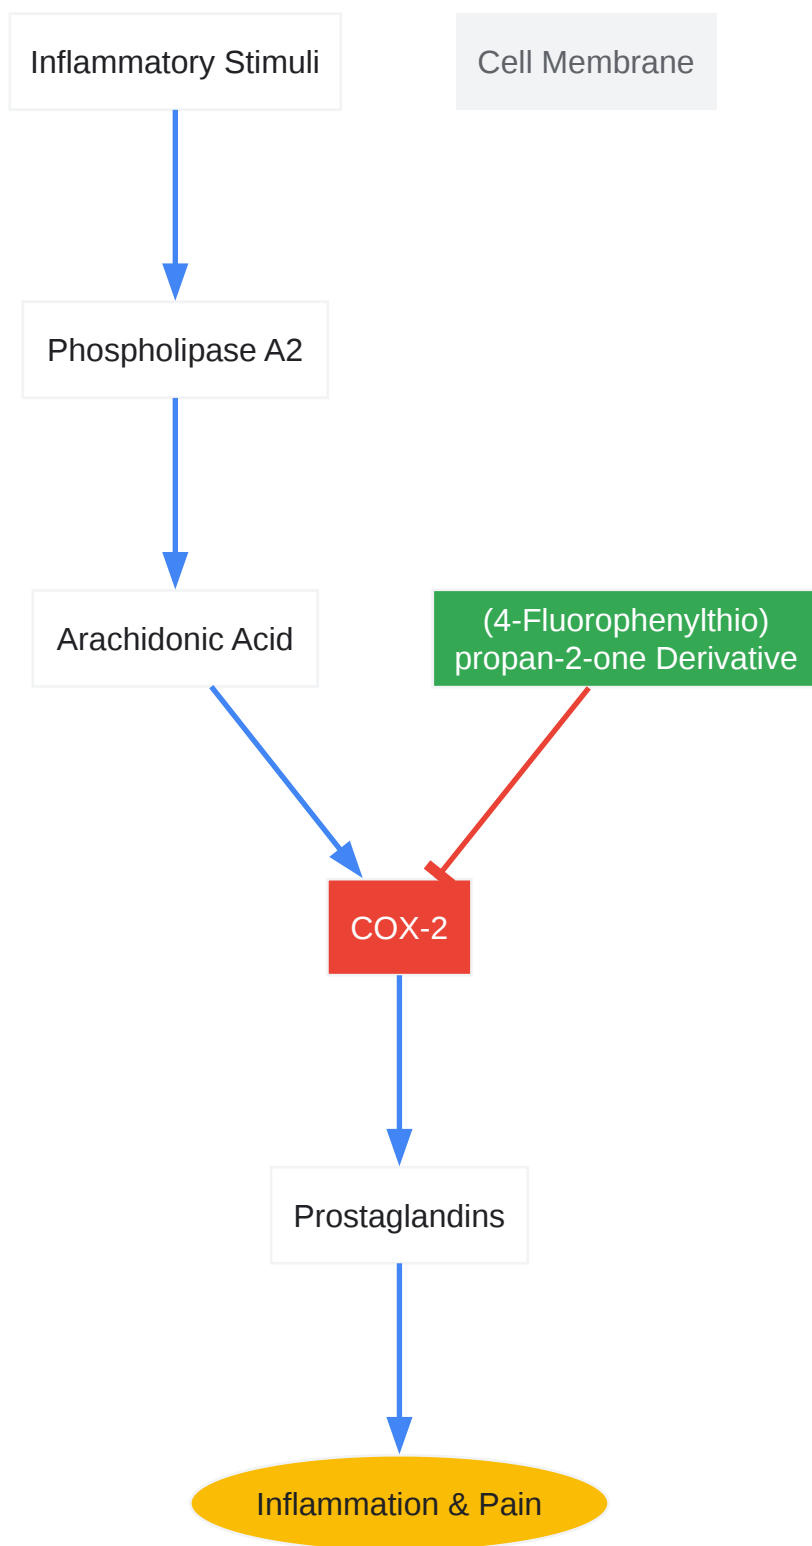 Inflammatory Stimuli
Cell Membrane
Phospholipase A2
Arachidonic Acid
(4-Fluorophenylthio)
propan-2-one Derivative
COX-2
Prostaglandins
Inflammation & Pain